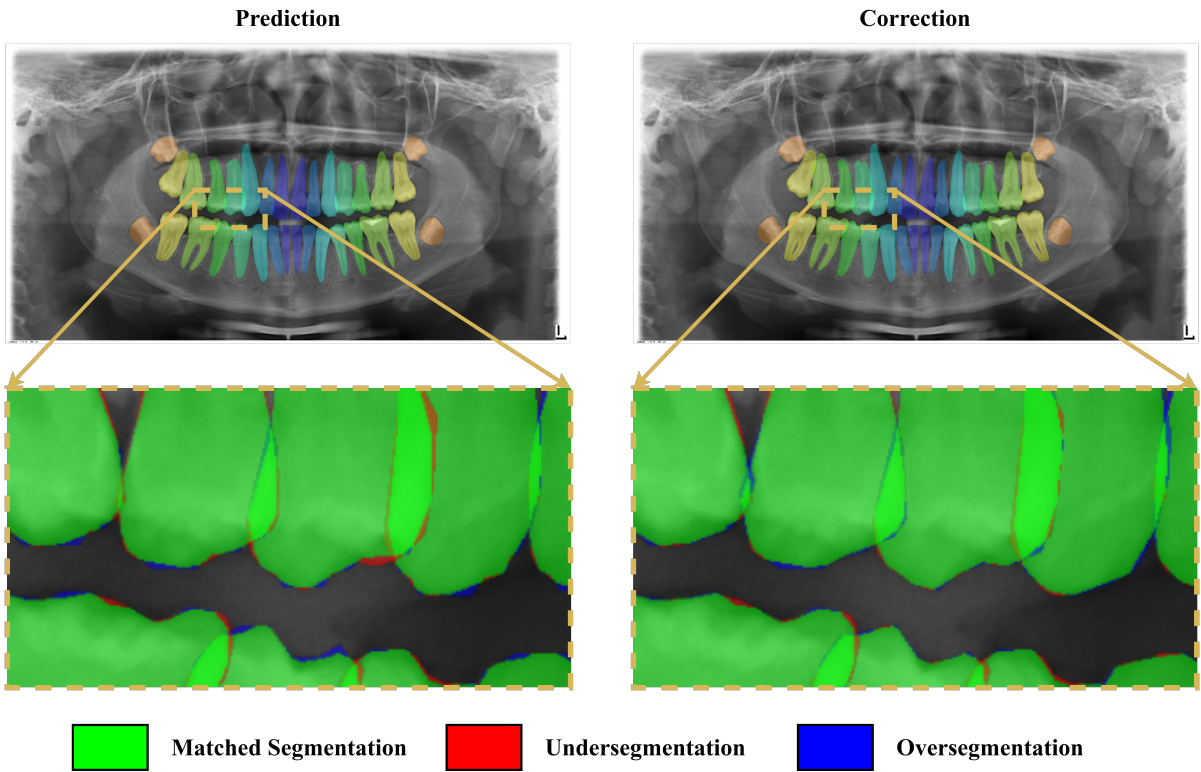 Prediction
Correction
L
L
Matched Segmentation
Undersegmentation
Oversegmentation